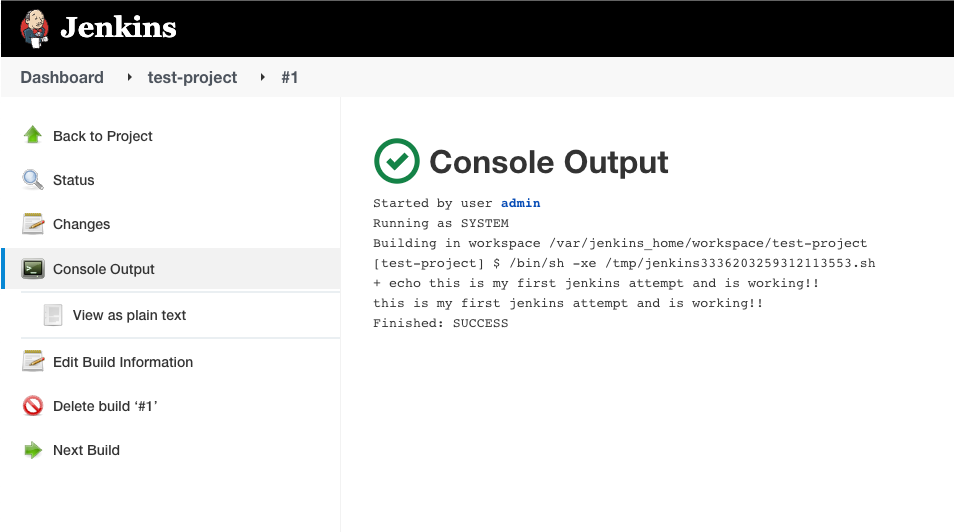 Jenkins
Dashboard ‣ test-project ‣ #1
Back to Project
Status
Changes
Console Output
View as plain text
Edit Build Information
Delete build ‘#1’
Next Build
Console Output
Started by user admin
Running as SYSTEM
Building in workspace /var/jenkins_home/workspace/test-project
[test-project] $ /bin/sh -xe /tmp/jenkins3336203259312113553.sh
+ echo this is my first jenkins attempt and is working!!
this is my first jenkins attempt and is working!!
Finished: SUCCESS